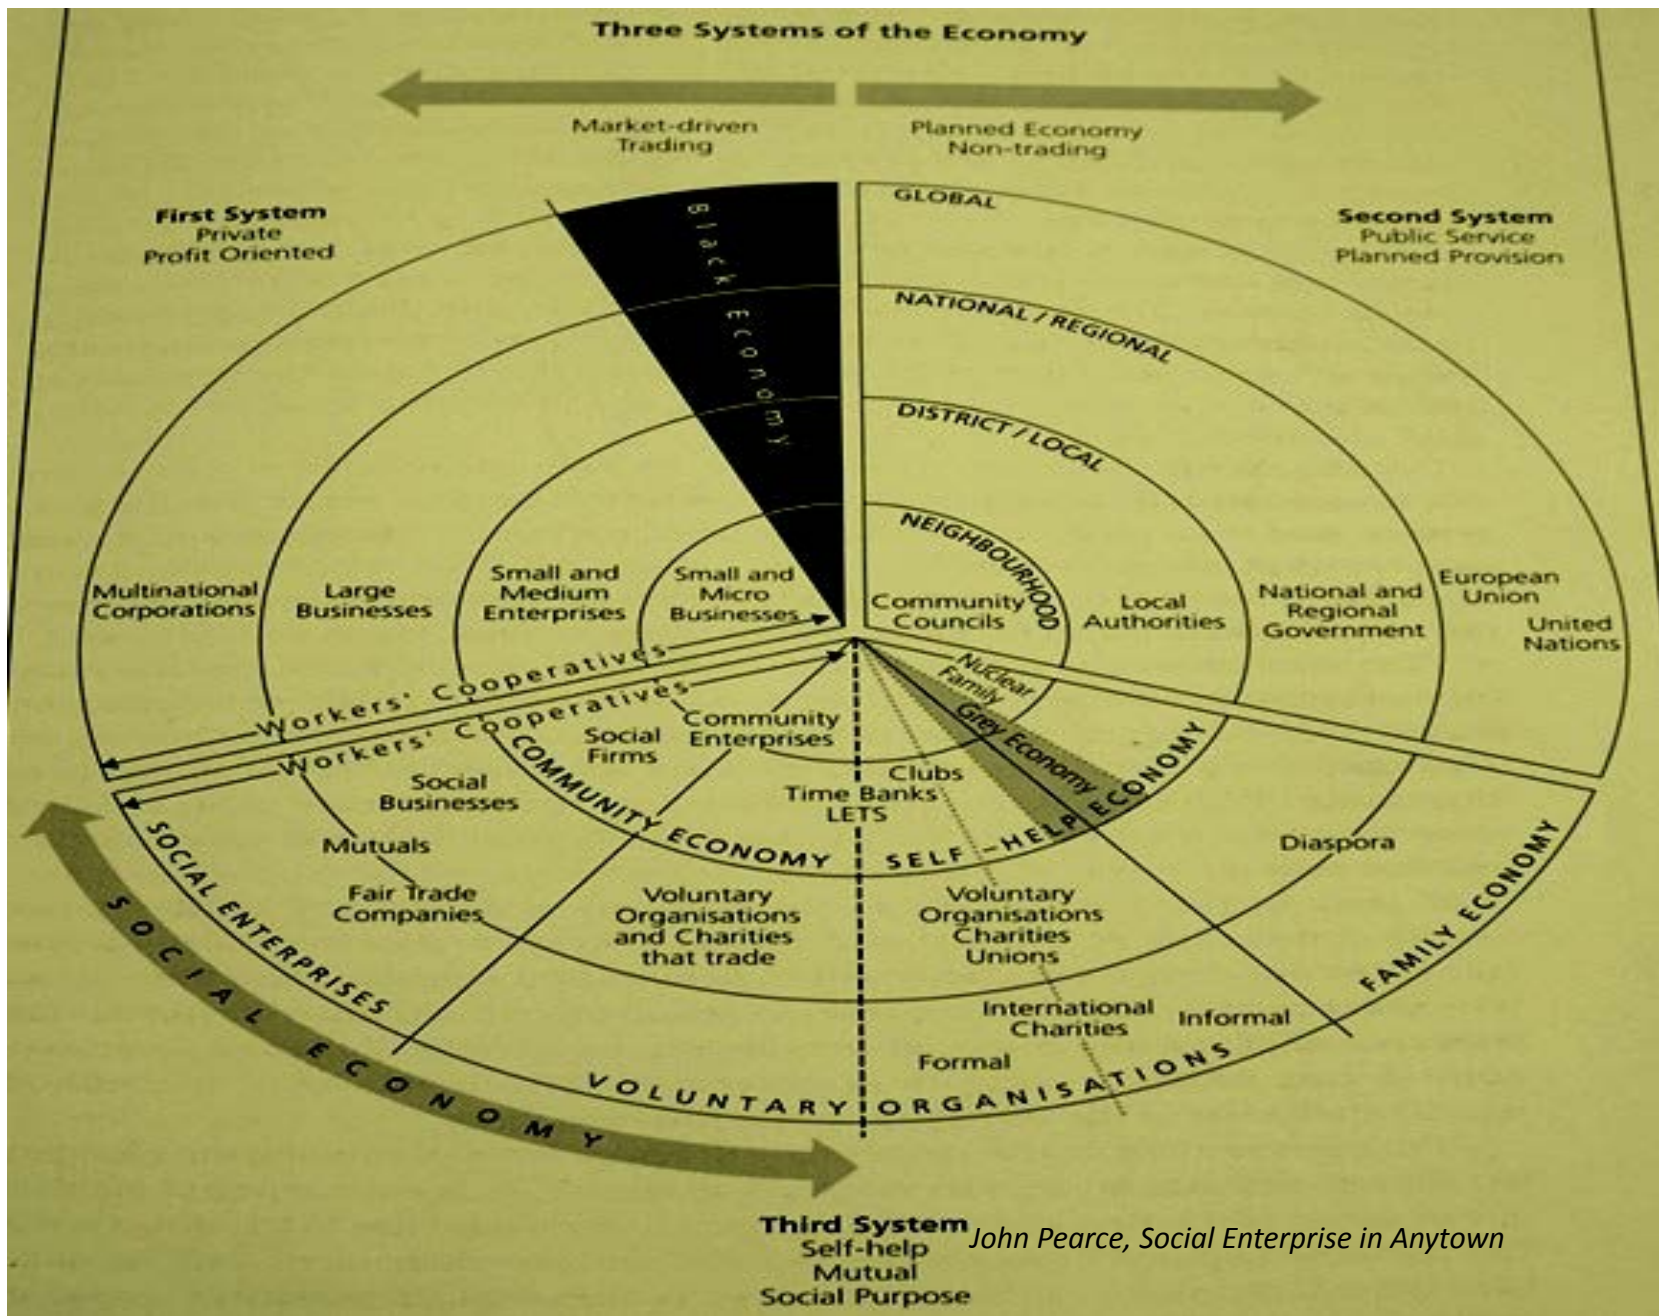 Three Systems of the Economy
Market-driven
Trading
Planned Economy
Non-trading
First System
Private
Profit Oriented
Second System
Public Service
Planned Provision
Black Economy
GLOBAL
NATIONAL / REGIONAL
DISTRICT / LOCAL
NEIGHBOURHOOD
Multinational
Corporations
Large
Businesses
Small and
Medium
Enterprises
Small and
Micro
Businesses
Community
Councils
Local
Authorities
National and
Regional
Government
European
Union
United
Nations
Workers' Cooperatives
Workers' Cooperatives
Nuclear
Family
Grey Economy
Community
Enterprises
Social
Firms
Social
Businesses
Mutuals
Fair Trade
Companies
Clubs
Time Banks
LETS
COMMUNITY ECONOMY
SELF-HELP ECONOMY
Voluntary
Organisations
and Charities
that trade
Voluntary
Organisations
Charities
Unions
Diaspora
International
Charities
Informal
Formal
SOCIAL ENTERPRISES
VOLUNTARY ORGANISATIONS
FAMILY ECONOMY
SOCIAL ECONOMY
Third System
Self-help
Mutual
Social Purpose
John Pearce, Social Enterprise in Anytown